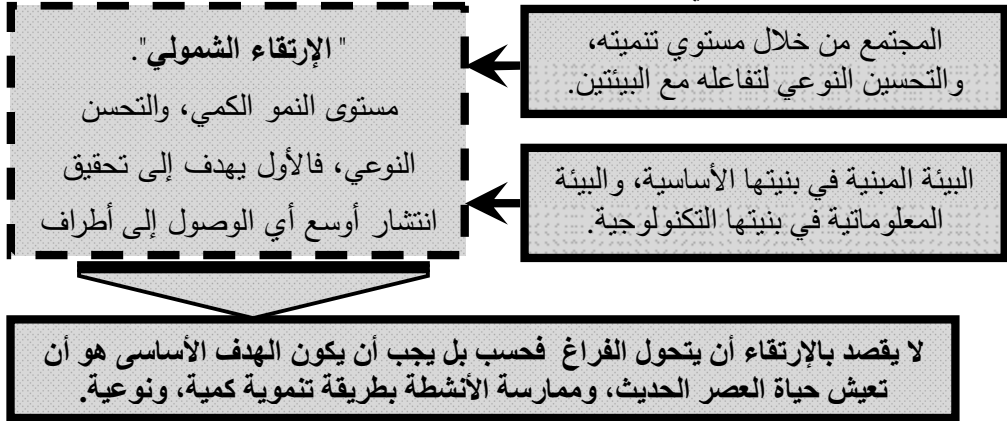 المجتمع من خلال مستوي تنميته،
والتحسين النوعي لتفاعله مع البيئتين.
البيئة المبنية في بنيتها الأساسية، والبيئة
المعلوماتية في بنيتها التكنولوجية.
" الإرتقاء الشمولي".
مستوى النمو الكمي، والتحسن
النوعي، فالأول يهدف إلى تحقيق
انتشار أوسع أي الوصول إلى أطراف
لا يقصد بالإرتقاء أن يتحول الفراغ فحسب بل يجب أن يكون الهدف الأساسى هو أن
تعيش حياة العصر الحديث، وممارسة الأنشطة بطريقة تنموية كمية، ونوعية.